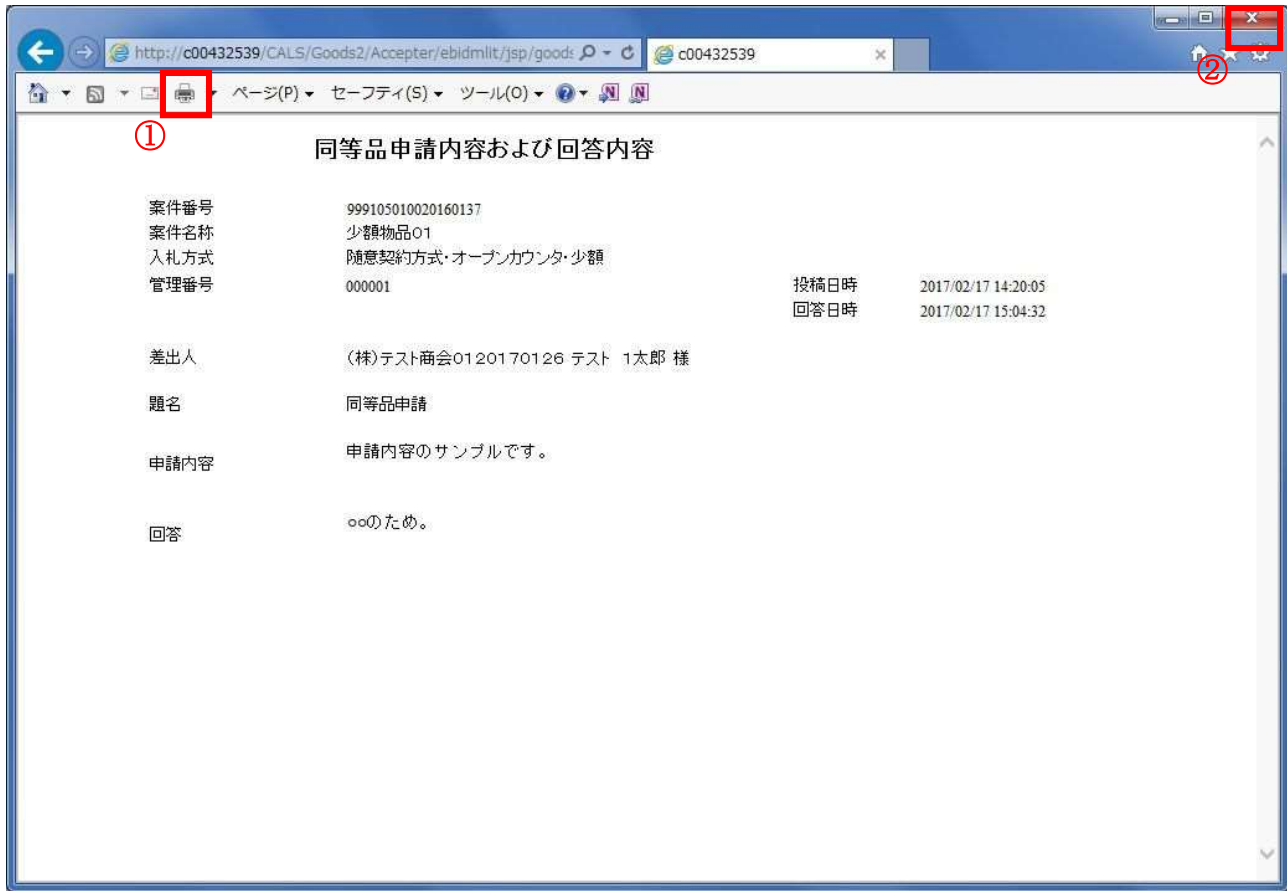 http://c00432539/CALS/Goods2/Accepter/ebidmlit/jsp/goods
c00432539
②
ページ(P) セーフティ(S) ツール(O)
①
同等品申請内容および回答内容
案件番号 999105010020160137
案件名称 少額物品01
入札方式 随意契約方式・オープンカウンタ・少額
管理番号 000001 投稿日時 2017/02/17 14:20:05
回答日時 2017/02/17 15:04:32
差出人 (株)テスト商会0120170126 テスト 1太郎 様
題名 同等品申請
申請内容 申請内容のサンプルです。
回答 ○○のため。